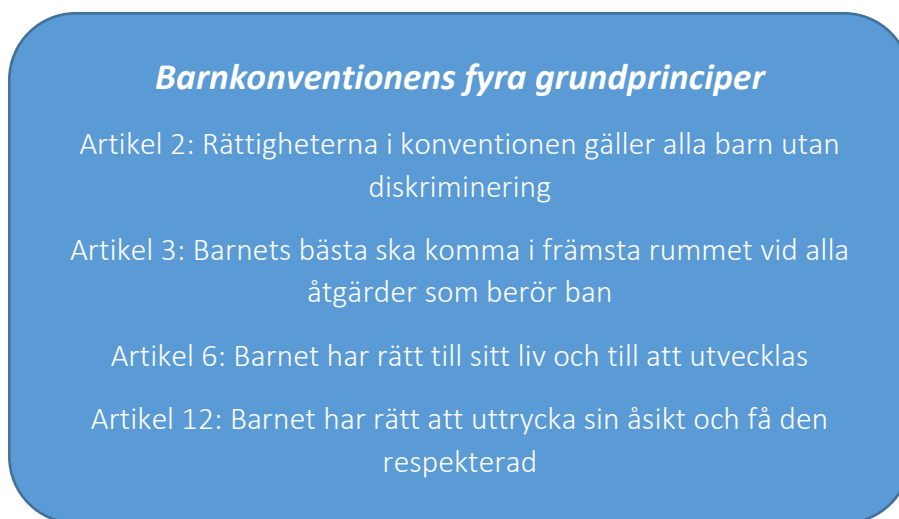 Barnkonventionens fyra grundprinciper
Artikel 2: Rättigheterna i konventionen gäller alla barn utan
diskriminering
Artikel 3: Barnets bästa ska komma i främsta rummet vid alla
åtgärder som berör ban
Artikel 6: Barnet har rätt till sitt liv och till att utvecklas
Artikel 12: Barnet har rätt att uttrycka sin åsikt och få den
respekterad